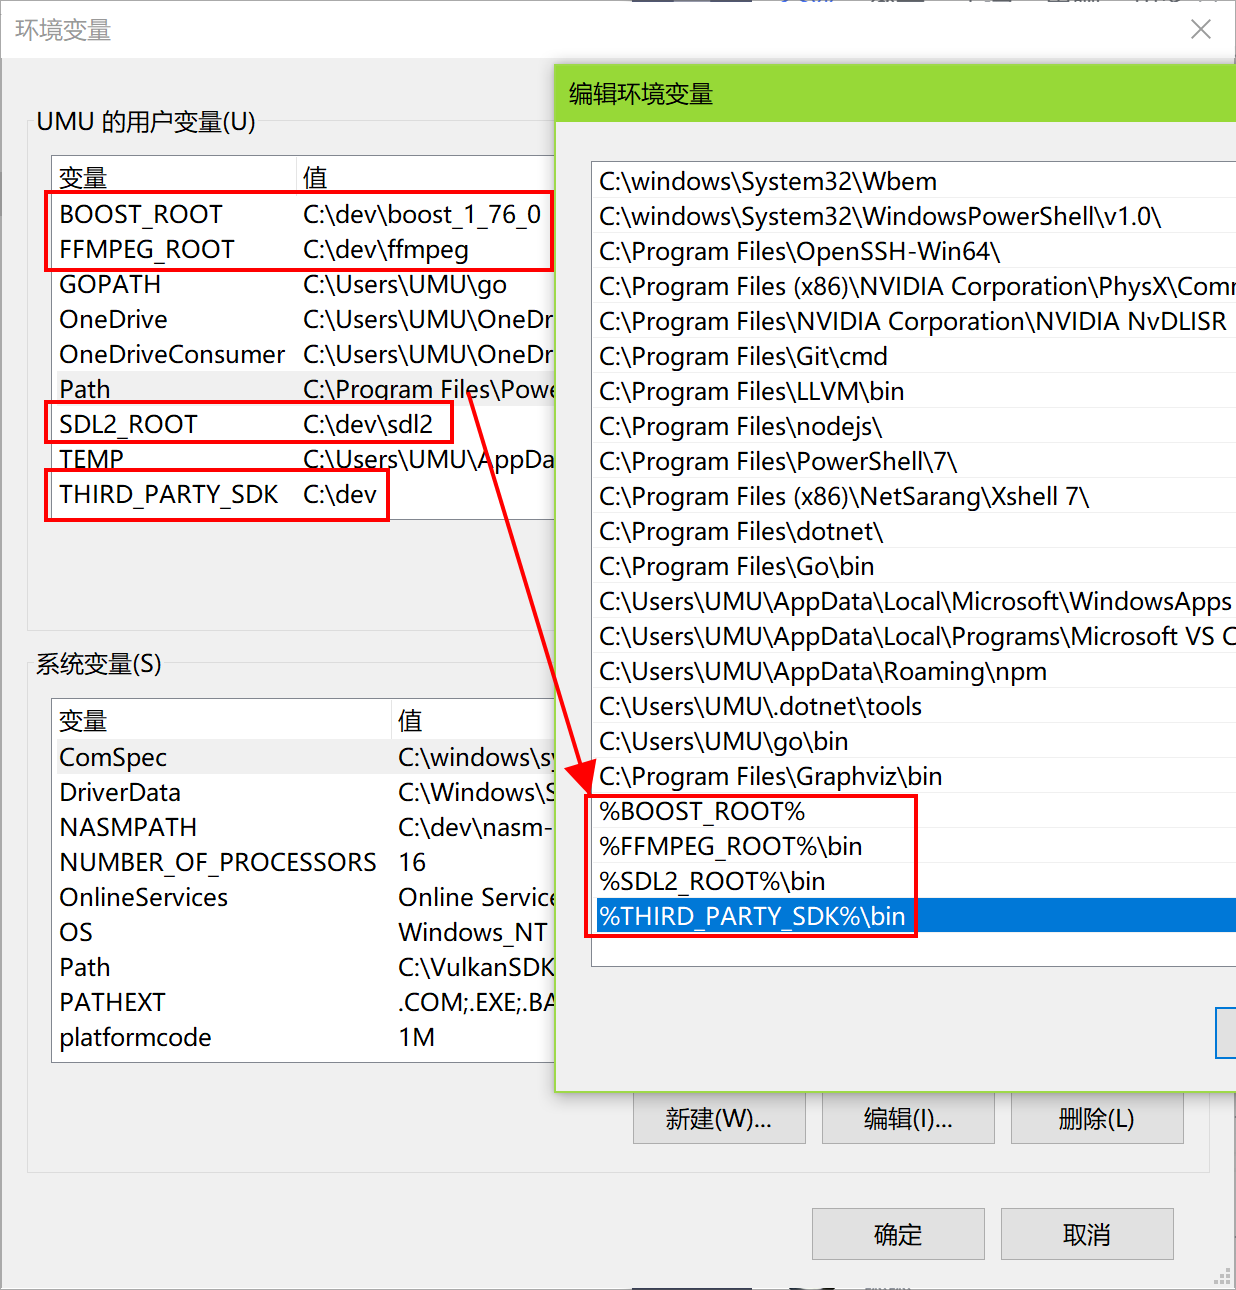 环境变量
UMU 的用户变量(U)
变量 值
BOOST_ROOT C:\dev\boost_1_76_0
FFMPEG_ROOT C:\dev\ffmpeg
GOPATH C:\Users\UMU\go
OneDrive C:\Users\UMU\OneDr
OneDriveConsumer C:\Users\UMU\OneDr
Path C:\Program Files\Powe
SDL2_ROOT C:\dev\sdl2
TEMP C:\Users\UMU\AppDa
THIRD_PARTY_SDK C:\dev
系统变量(S)
变量 值
ComSpec C:\windows\sy
DriverData C:\Windows\S
NASMPATH C:\dev\nasm-
NUMBER_OF_PROCESSORS 16
OnlineServices Online Service
OS Windows_NT
Path C:\VulkanSDK
PATHEXT .COM;.EXE;.BA
platformcode 1M
编辑环境变量
C:\windows\System32\Wbem
C:\windows\System32\WindowsPowerShell\v1.0\
C:\Program Files\OpenSSH-Win64\
C:\Program Files (x86)\NVIDIA Corporation\PhysX\Comm
C:\Program Files\NVIDIA Corporation\NVIDIA NvDLISR
C:\Program Files\Git\cmd
C:\Program Files\LLVM\bin
C:\Program Files\nodejs\
C:\Program Files\PowerShell\7\
C:\Program Files (x86)\NetSarang\Xshell 7\
C:\Program Files\dotnet\
C:\Program Files\Go\bin
C:\Users\UMU\AppData\Local\Microsoft\WindowsApps
C:\Users\UMU\AppData\Local\Programs\Microsoft VS C
C:\Users\UMU\AppData\Roaming\npm
C:\Users\UMU\.dotnet\tools
C:\Users\UMU\go\bin
C:\Program Files\Graphviz\bin
%BOOST_ROOT%
%FFMPEG_ROOT%\bin
%SDL2_ROOT%\bin
%THIRD_PARTY_SDK%\bin
新建(W)... 编辑(I)... 删除(L)
确定 取消